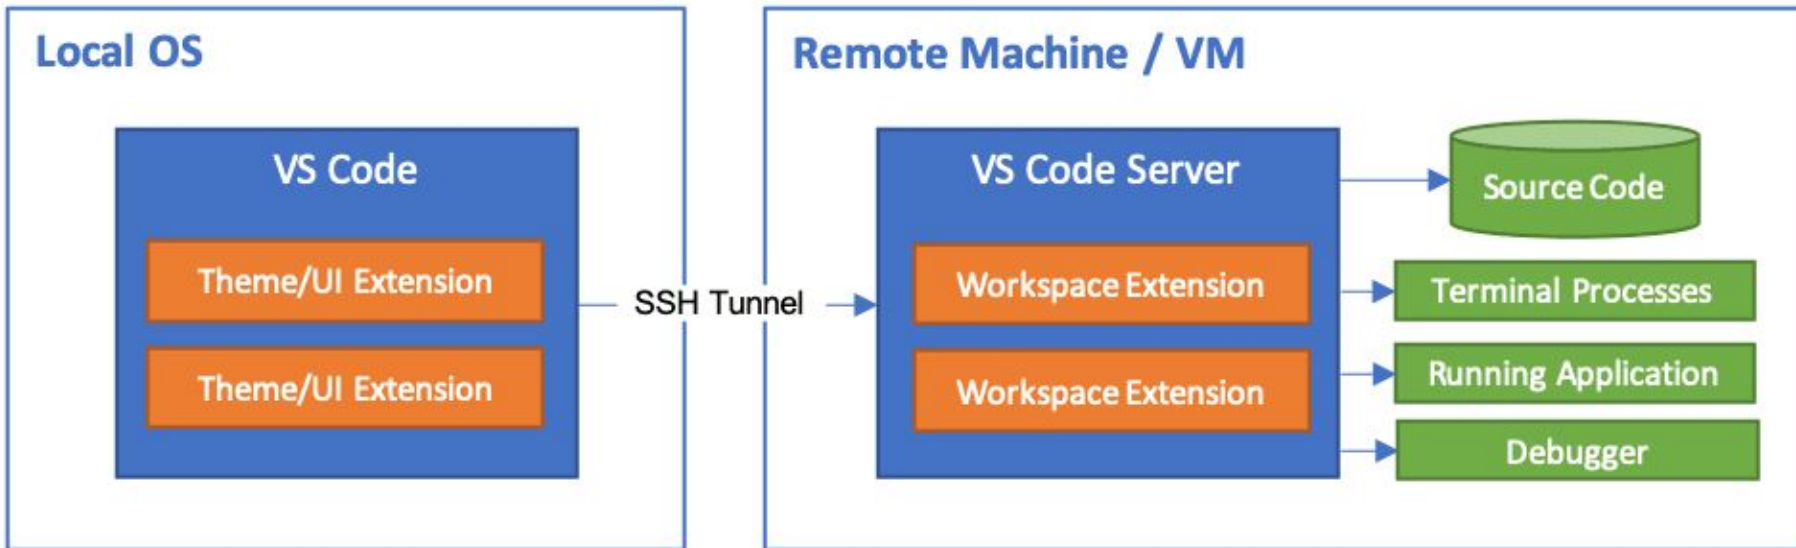 Local OS
VS Code
Theme/UI Extension
Theme/UI Extension
SSH Tunnel
Remote Machine / VM
VS Code Server
Workspace Extension
Workspace Extension
Source Code
Terminal Processes
Running Application
Debugger